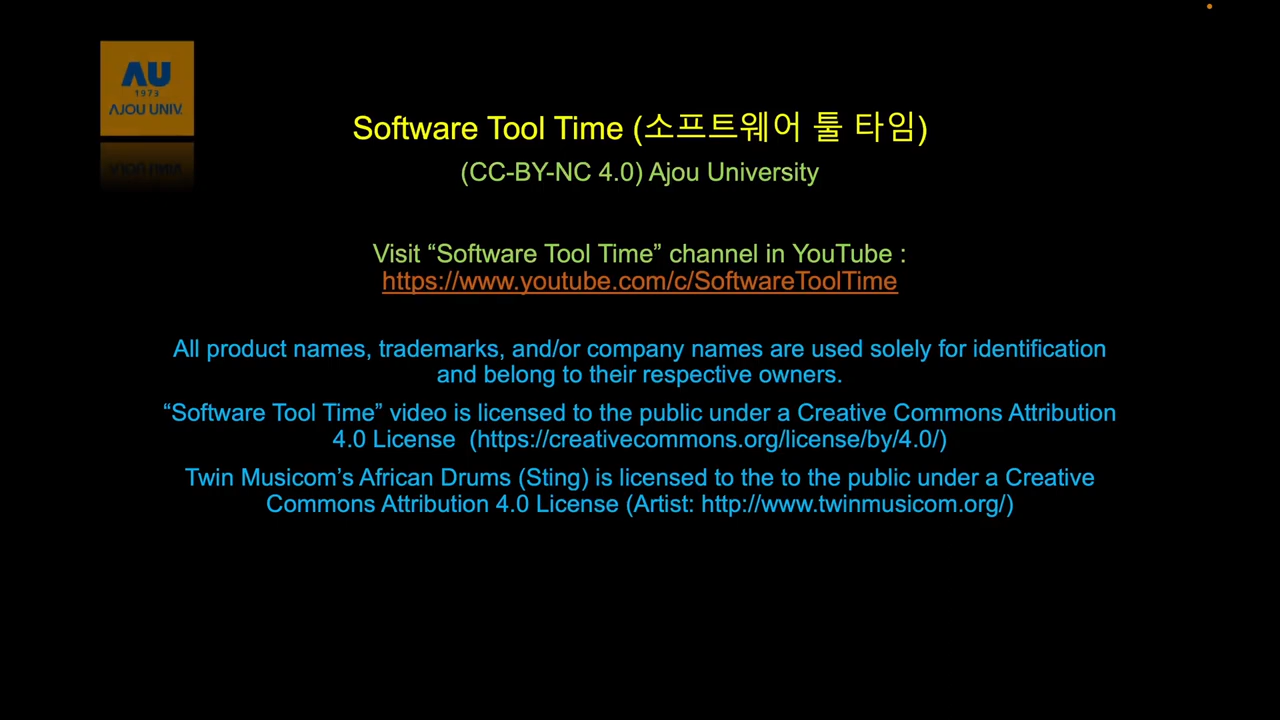 AU
1973
AJOU UNIV.
Software Tool Time (소프트웨어 툴 타임)
(CC-BY-NC 4.0) Ajou University
Visit “Software Tool Time” channel in YouTube :
https://www.youtube.com/c/SoftwareToolTime
All product names, trademarks, and/or company names are used solely for identification
and belong to their respective owners.
“Software Tool Time” video is licensed to the public under a Creative Commons Attribution
4.0 License  (https://creativecommons.org/license/by/4.0/)
Twin Musicom’s African Drums (Sting) is licensed to the to the public under a Creative
Commons Attribution 4.0 License (Artist: http://www.twinmusicom.org/)